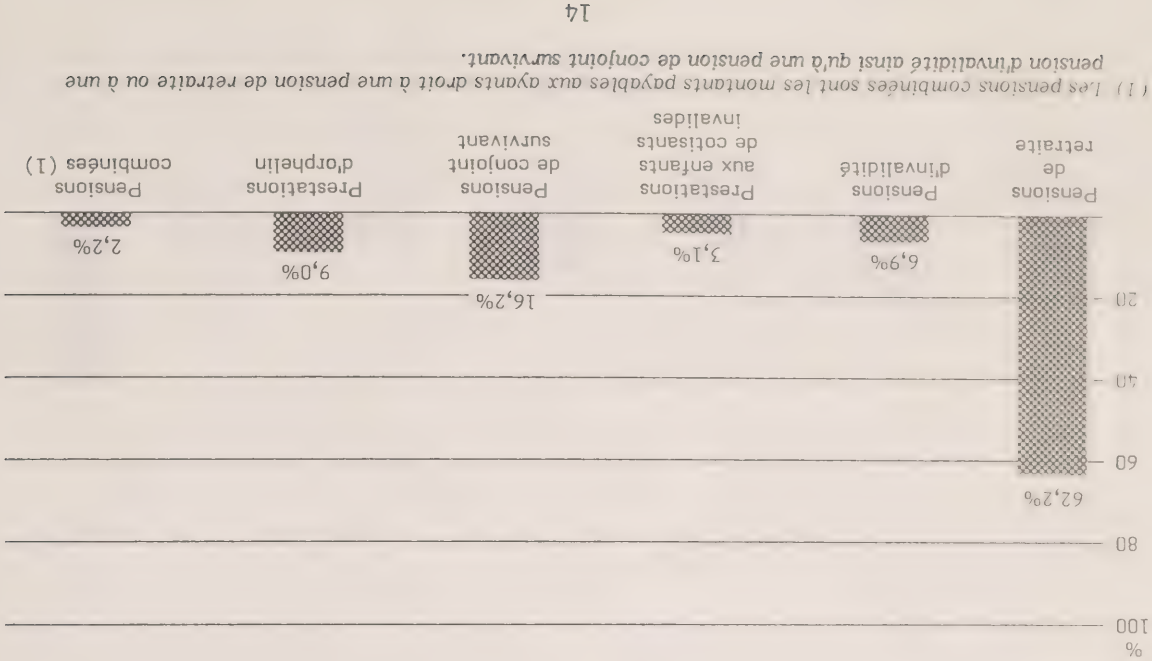 %
100
80
62,2%
60
40
20
16,2%
9,0%
6,9%
3,1%
2,2%
Pensions
de
retraite
Pensions
d'invalidité
Prestations
aux enfants
de cotisants
invalides
Pensions
de conjoint
survivant
Prestations
d'orphelin
Pensions
combinées (1)
(1) Les pensions combinées sont les montants payables aux ayants droit à une pension de retraite ou à une
pension d'invalidité ainsi qu'à une pension de conjoint survivant.
14